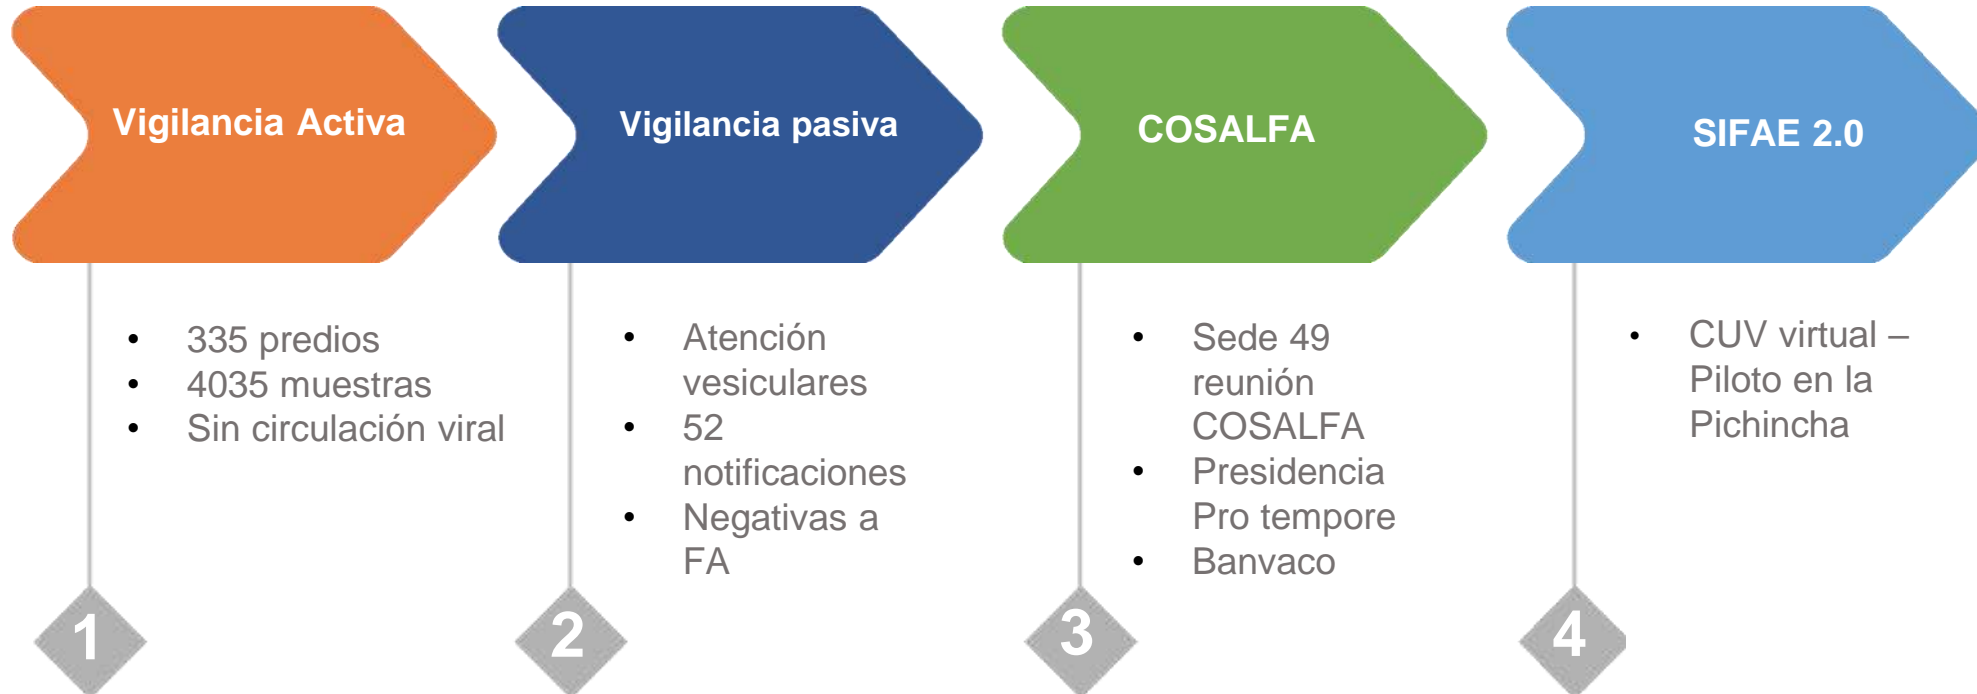 Vigilancia Activa
• 335 predios
• 4035 muestras
• Sin circulación viral
1
Vigilancia pasiva
• Atención
vesiculares
• 52
notificaciones
• Negativas a
FA
2
COSALFA
• Sede 49
reunión
COSALFA
• Presidencia
Pro tempore
• Banvaco
3
SIFAE 2.0
• CUV virtual –
Piloto en la
Pichincha
4